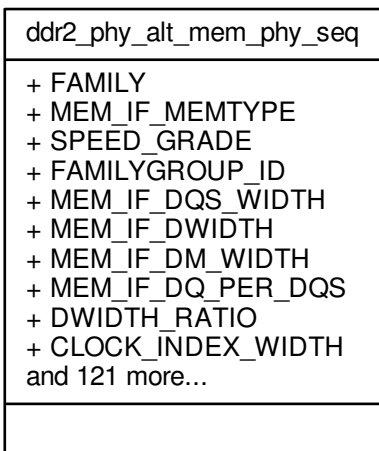 ddr2_phy_alt_mem_phy_seq
+ FAMILY
+ MEM_IF_MEMTYPE
+ SPEED_GRADE
+ FAMILYGROUP_ID
+ MEM_IF_DQS_WIDTH
+ MEM_IF_DWIDTH
+ MEM_IF_DM_WIDTH
+ MEM_IF_DQ_PER_DQS
+ DWIDTH_RATIO
+ CLOCK_INDEX_WIDTH
and 121 more...